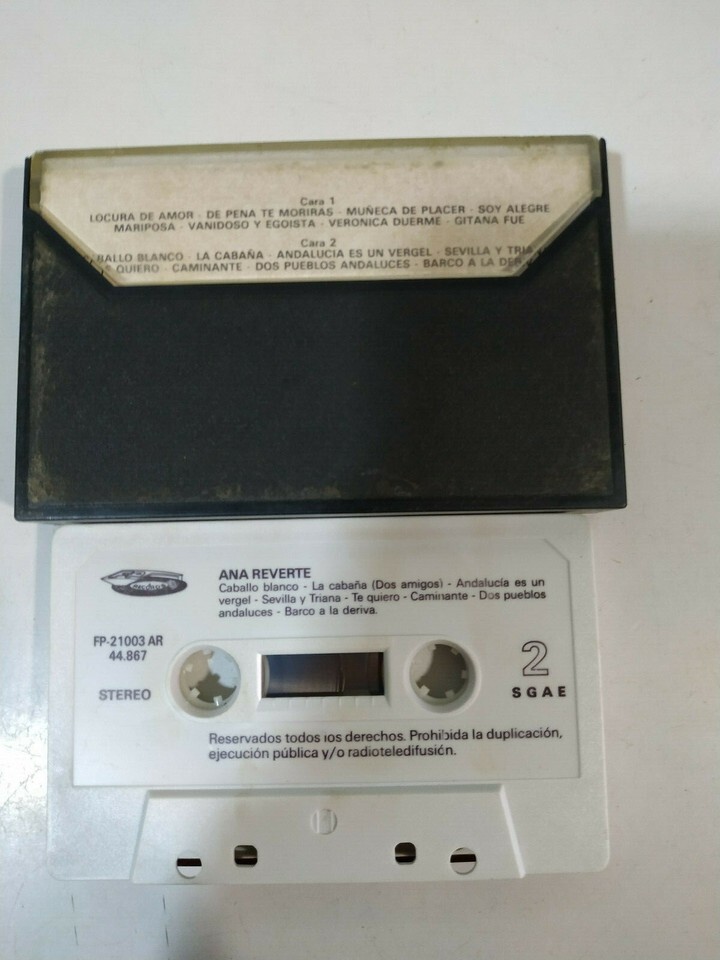 Cara 1
LOCURA DE AMOR - DE PENA TE MORIRAS - MUÑECA DE PLACER - SOY ALEGRE
MARIPOSA - VANIDOSO Y EGOISTA - VERONICA DUERME - GITANA FUE
Cara 2
BALLO BLANCO - LA CABAÑA - ANDALUCIA ES UN VERGEL - SEVILLA Y TRIA
QUIERO - CAMINANTE - DOS PUEBLOS ANDALUCES - BARCO A LA DER
ANA REVERTE
Caballo blanco - La cabaña (Dos amigos) - Andalucía es un
vergel - Sevilla y Triana - Te quiero - Caminante - Dos pueblos
andaluces - Barco a la deriva.
FP-21003 AR
44.867
STEREO
2
SGAE
Reservados todos los derechos. Prohibida la duplicación,
ejecución pública y/o radioteledifusión.